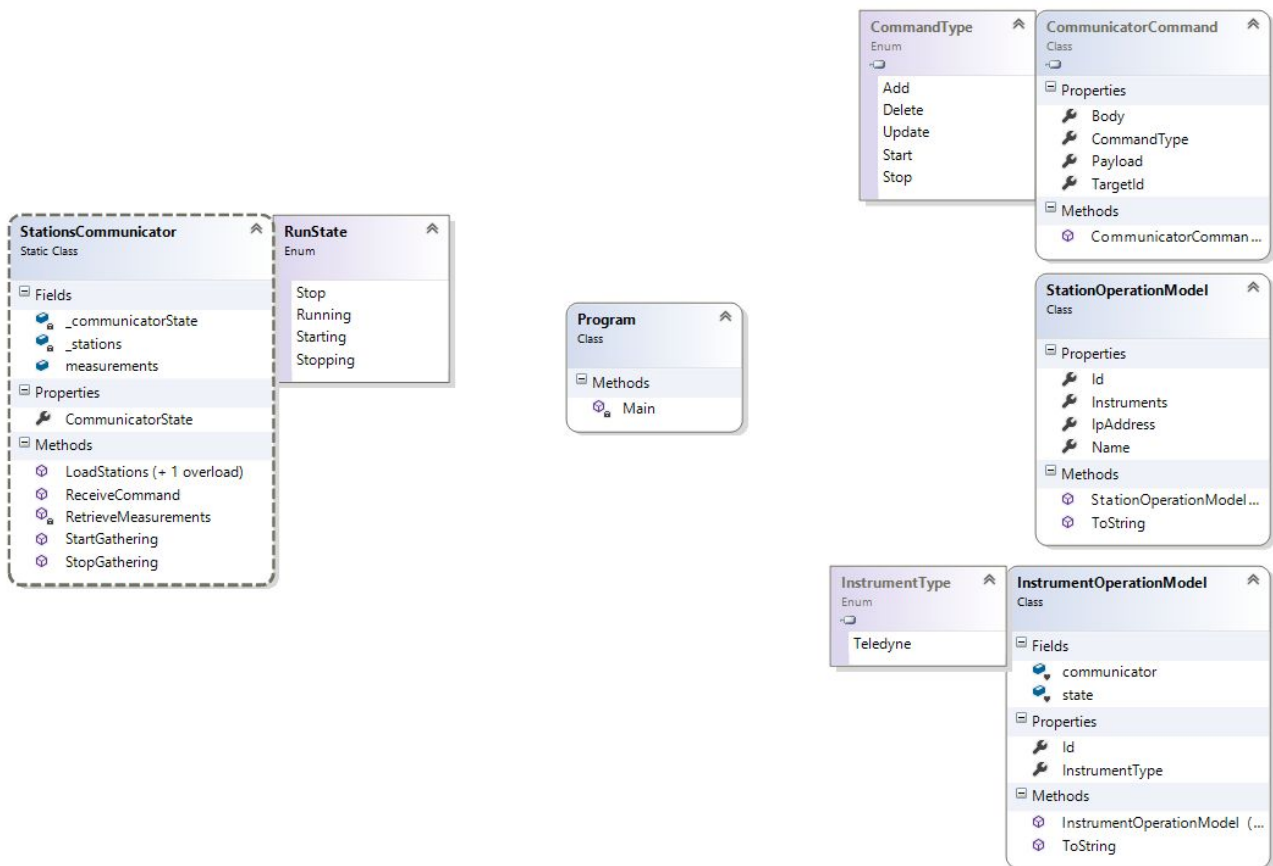 StationsCommunicator
Static Class
Fields
_communicatorState
_stations
measurements
Properties
CommunicatorState
Methods
LoadStations (+ 1 overload)
ReceiveCommand
RetrieveMeasurements
StartGathering
StopGathering
RunState
Enum
Stop
Running
Starting
Stopping
Program
Class
Methods
Main
CommandType
Enum
Add
Delete
Update
Start
Stop
CommunicatorCommand
Class
Properties
Body
CommandType
Payload
TargetId
Methods
CommunicatorComman...
StationOperationModel
Class
Properties
Id
Instruments
IpAddress
Name
Methods
StationOperationModel...
ToString
InstrumentType
Enum
Teledyne
InstrumentOperationModel
Class
Fields
communicator
state
Properties
Id
InstrumentType
Methods
InstrumentOperationModel (...
ToString